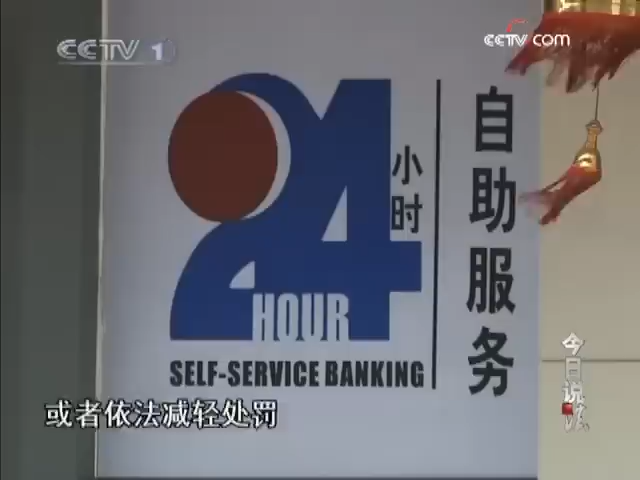 CCTV 1
CCTV.com
24
小时
HOUR
SELF-SERVICE BANKING
自助服务
今日说法
或者依法减轻处罚